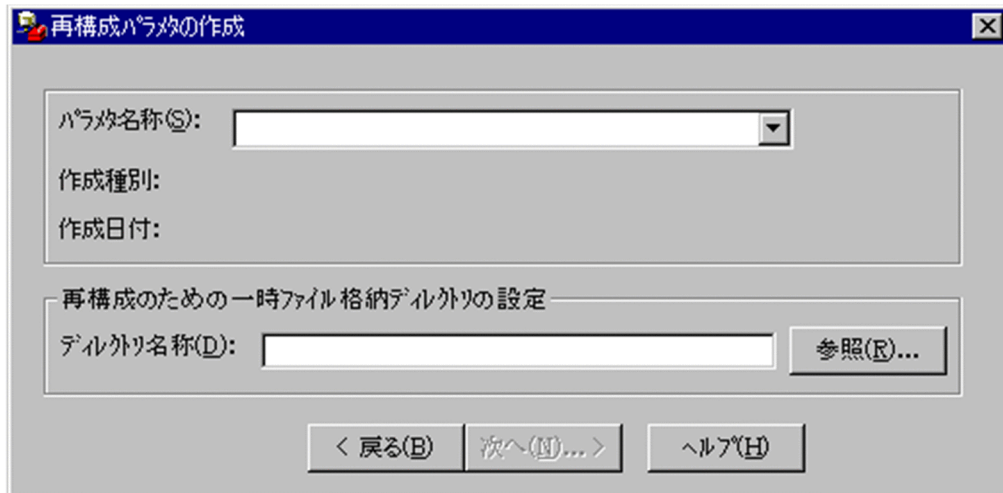 再構成ﾊﾟﾗﾒﾀの作成
ﾊﾟﾗﾒﾀ名称(S):
作成種別:
作成日付:
再構成のための一時ﾌｧｲﾙ格納ﾃﾞｨﾚｸﾄﾘの設定
ﾃﾞｨﾚｸﾄﾘ名称(D):
参照(R)...
< 戻る(B)
次へ(N)... >
ﾍﾙﾌﾟ(H)